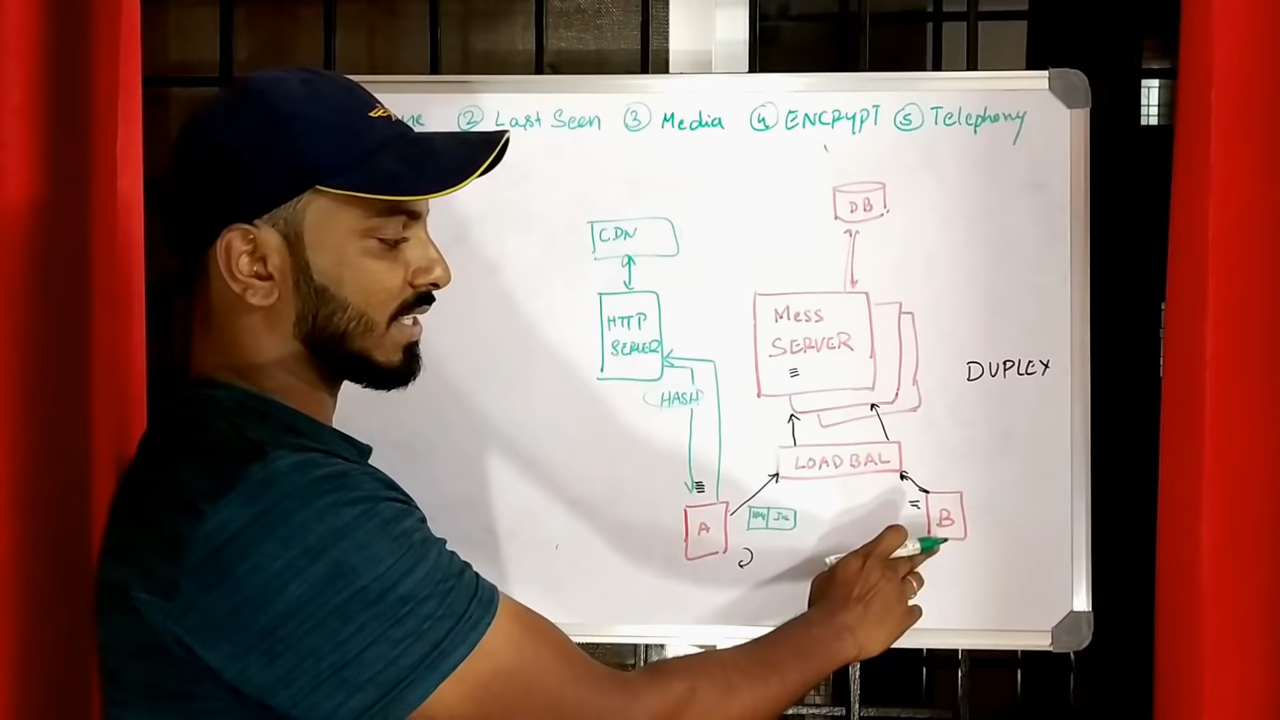 ② Last Seen ③ Media ④ ENCRYPT ⑤ Telephony
DB
CDN
HTTP
SERVER
Mess
SERVER
DUPLEX
HASH
LOAD BAL
A
B